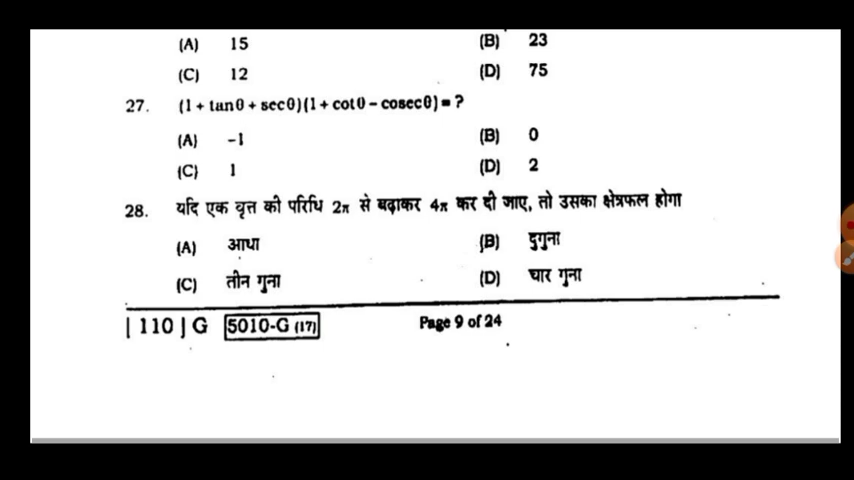 (A) 15 (B) 23
(C) 12 (D) 75
27. (1 + tanθ + secθ)(1 + cotθ – cosecθ) = ?
(A) –1 (B) 0
(C) 1 (D) 2
28. यदि एक वृत्त की परिधि 2π से बढ़ाकर 4π कर दी जाए, तो उसका क्षेत्रफल होगा
(A) आधा (B) दुगुना
(C) तीन गुना (D) चार गुना
[ 110 ] G 5010-G (17) Page 9 of 24